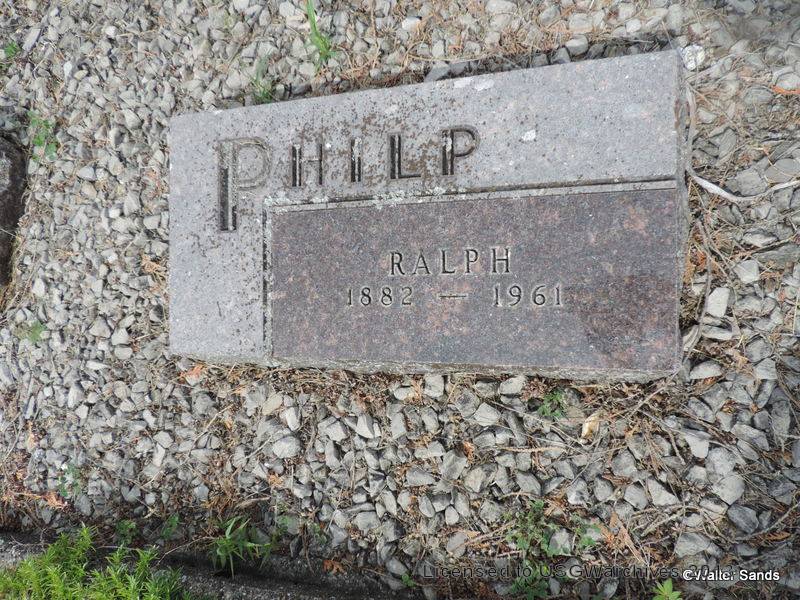 PHILP
RALPH
1882 — 1961
Licensed to USGWarchives
©Walter Sands